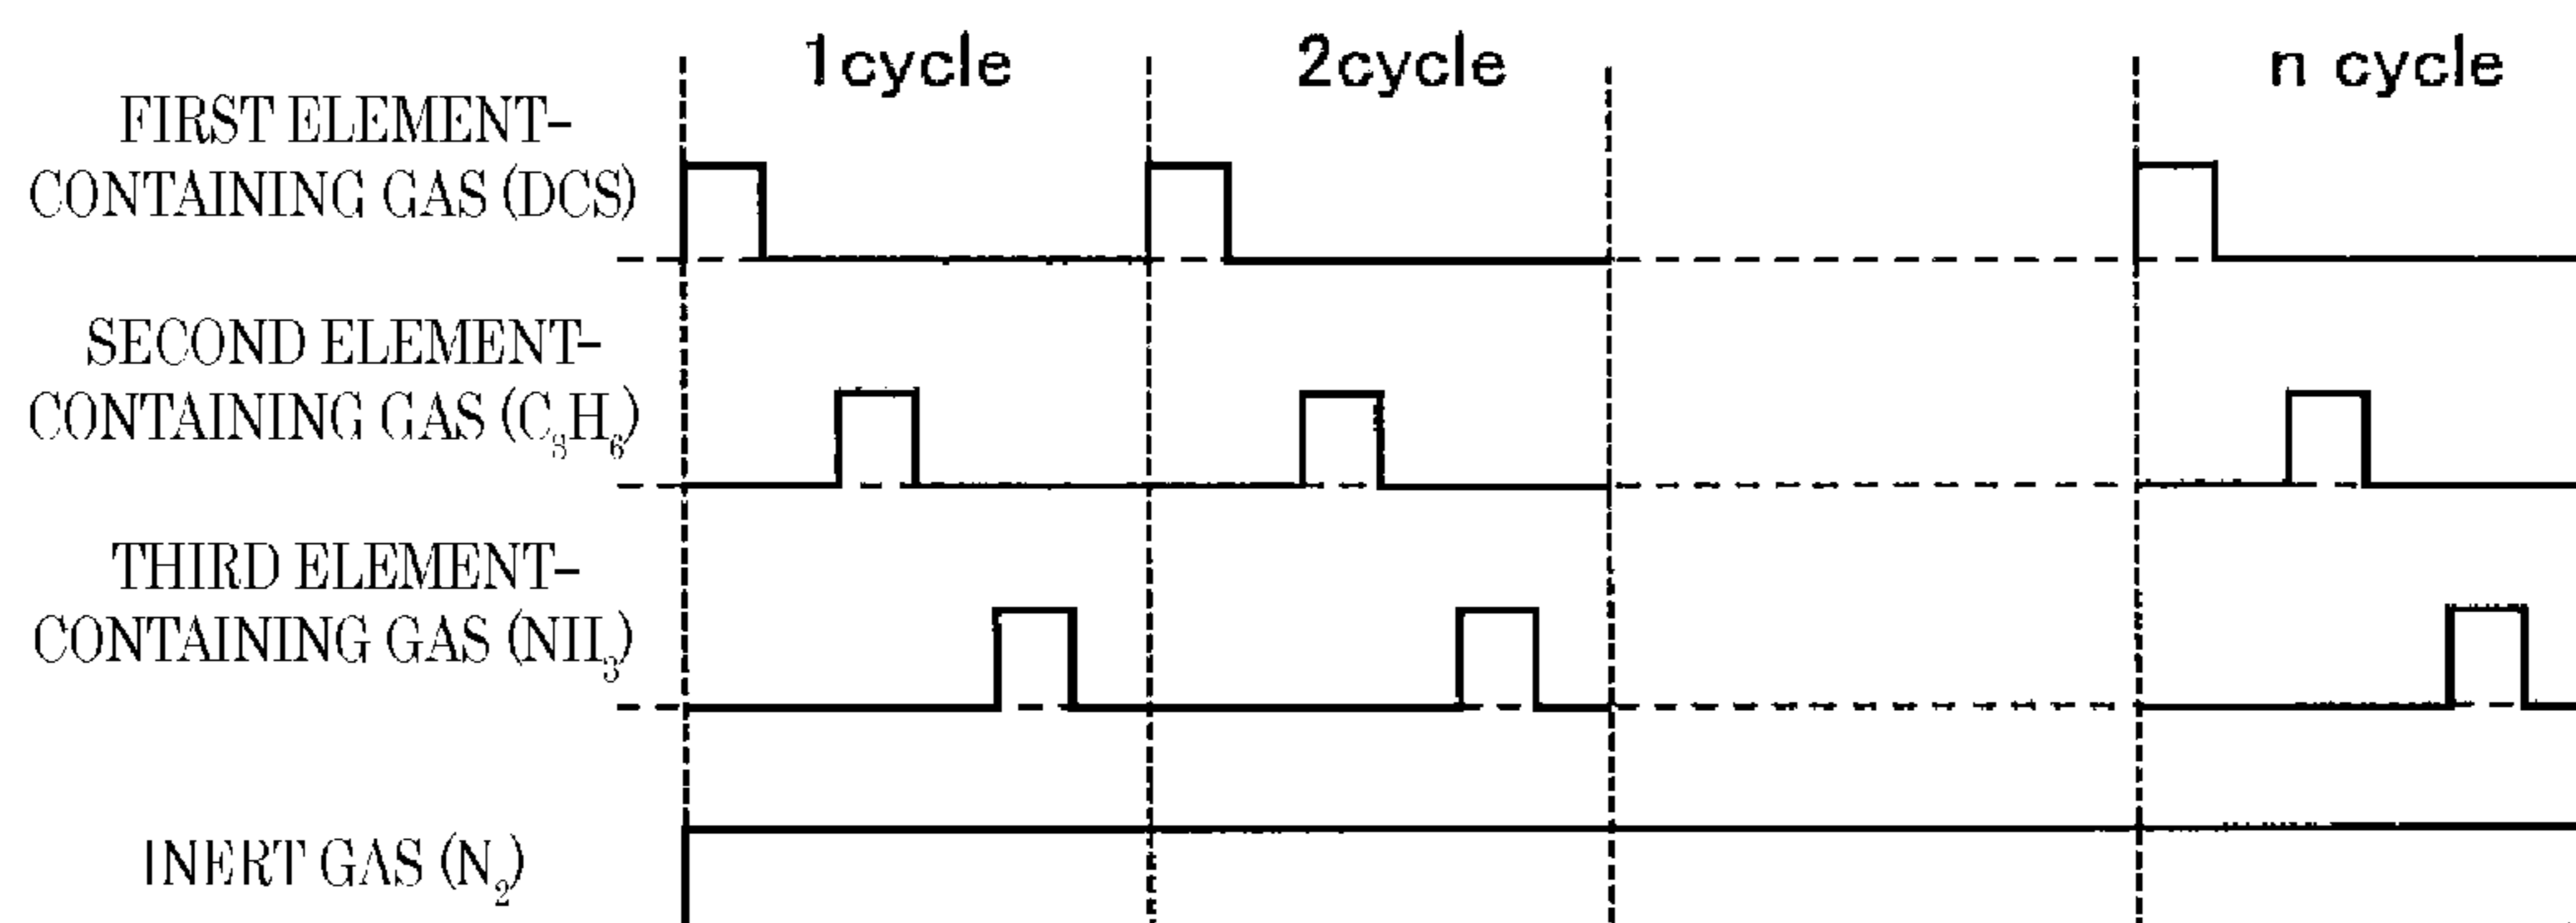 1cycle 2cycle n cycle
FIRST ELEMENT-
CONTAINING GAS (DCS)
SECOND ELEMENT-
CONTAINING GAS (C₃H₆)
THIRD ELEMENT-
CONTAINING GAS (NH₃)
INERT GAS (N₂)